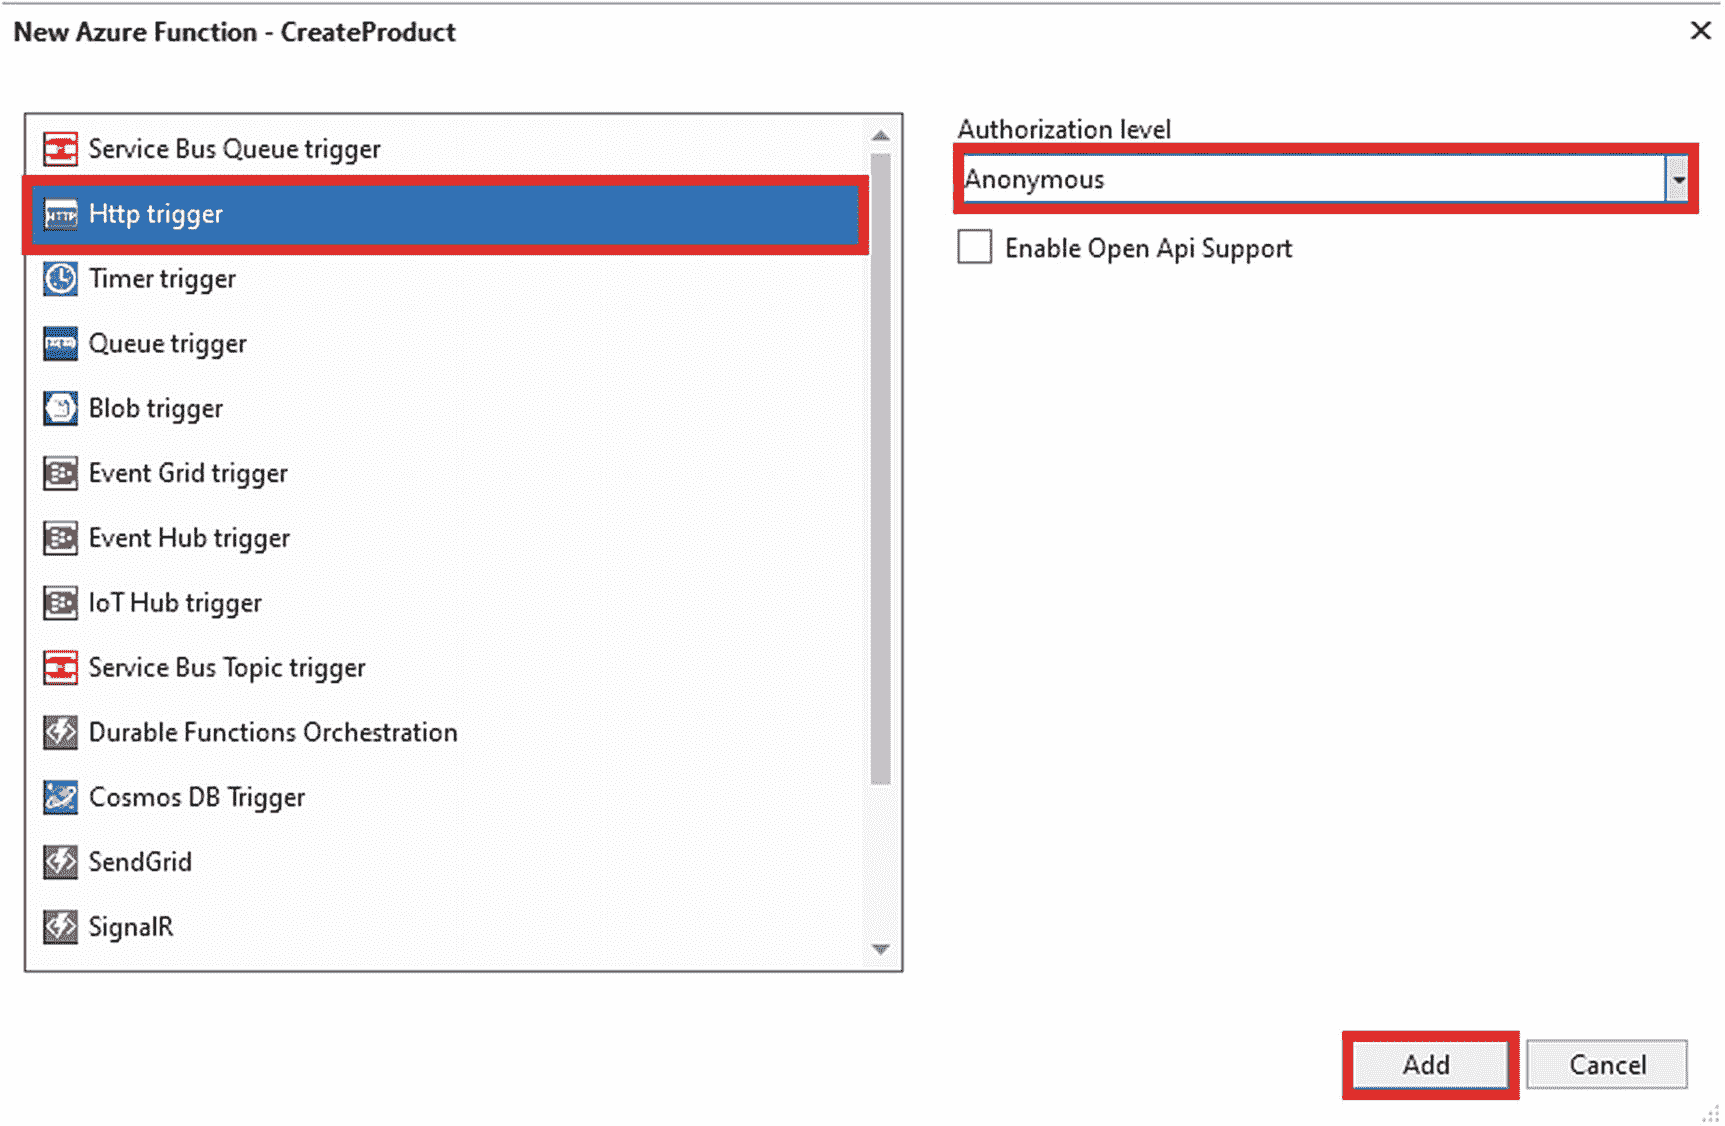 New Azure Function - CreateProduct
Service Bus Queue trigger
HTTP Http trigger
Timer trigger
Queue trigger
Blob trigger
Event Grid trigger
Event Hub trigger
IoT Hub trigger
Service Bus Topic trigger
Durable Functions Orchestration
Cosmos DB Trigger
SendGrid
SignalR
Authorization level
Anonymous
Enable Open Api Support
Add
Cancel